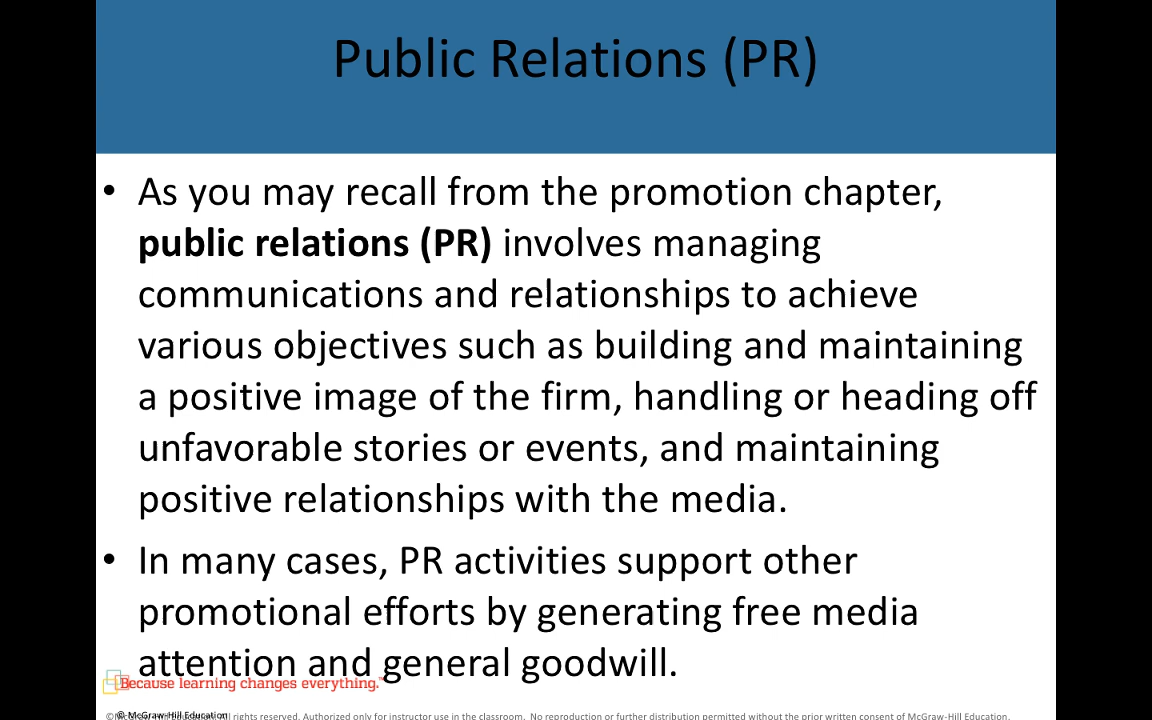 Public Relations (PR)
• As you may recall from the promotion chapter,
public relations (PR) involves managing
communications and relationships to achieve
various objectives such as building and maintaining
a positive image of the firm, handling or heading off
unfavorable stories or events, and maintaining
positive relationships with the media.
• In many cases, PR activities support other
promotional efforts by generating free media
attention and general goodwill.
Because learning changes everything.
© McGraw-Hill Education
All rights reserved. Authorized only for instructor use in the classroom. No reproduction or further distribution permitted without the prior written consent of McGraw-Hill Education.